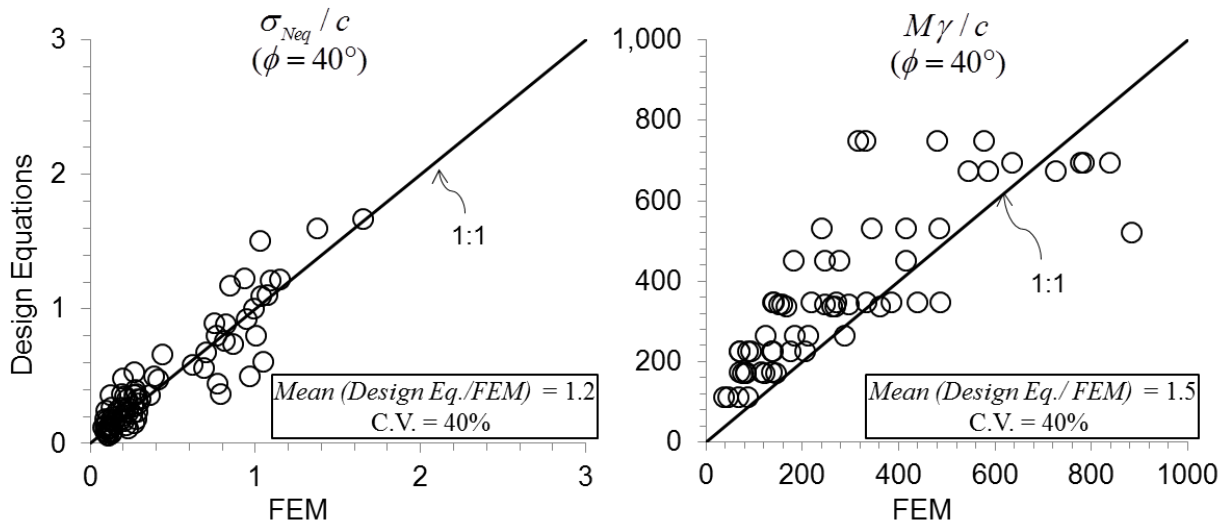 σ_Neq / c
(ϕ = 40°)
3
2
1
0
0
1
2
3
Design Equations
FEM
1:1
Mean (Design Eq./FEM) = 1.2
C.V. = 40%
Mγ / c
(ϕ = 40°)
1,000
800
600
400
200
0
0
200
400
600
800
1000
FEM
1:1
Mean (Design Eq./ FEM) = 1.5
C.V. = 40%